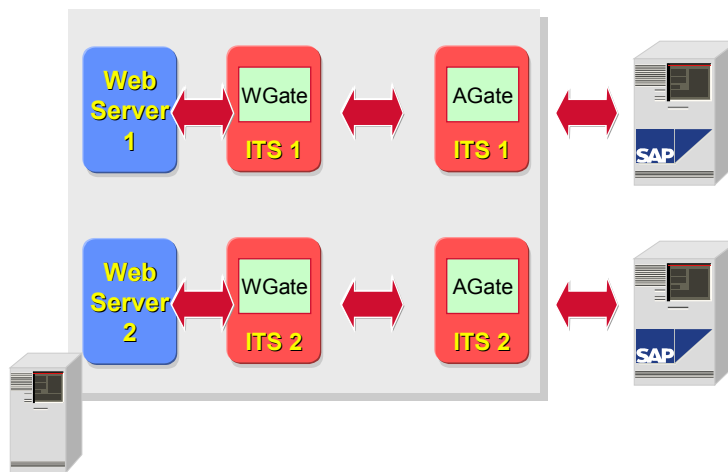 Web
Server
1
WGate
ITS 1
AGate
ITS 1
SAP
Web
Server
2
WGate
ITS 2
AGate
ITS 2
SAP